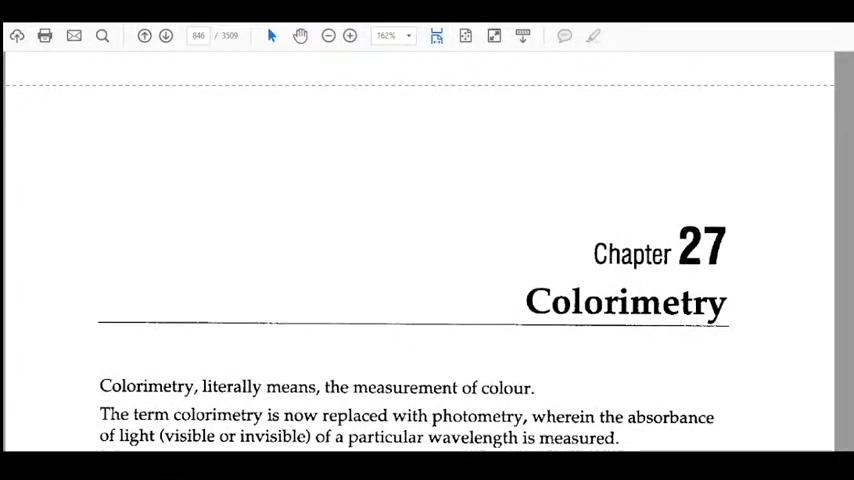 846 / 3509 162%
Chapter 27
Colorimetry
Colorimetry, literally means, the measurement of colour.
The term colorimetry is now replaced with photometry, wherein the absorbance
of light (visible or invisible) of a particular wavelength is measured.